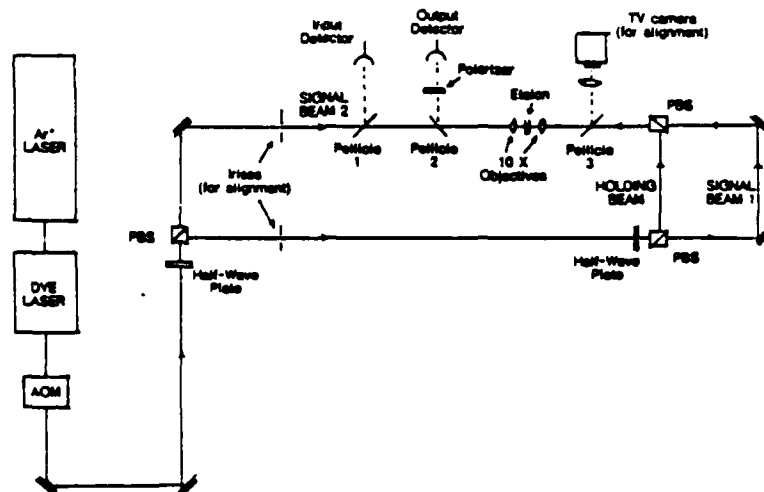 Input
Detector
Output
Detector
TV camera
(for alignment)
Polarizer
Ar+
LASER
SIGNAL
BEAM 2
Etalon
PBS
Pellicle
1
Pellicle
2
10 X
Objectives
Pellicle
3
Irises
(for alignment)
HOLDING
BEAM
SIGNAL
BEAM 1
PBS
DYE
LASER
Half-Wave
Plate
Half-Wave
Plate
PBS
AOM